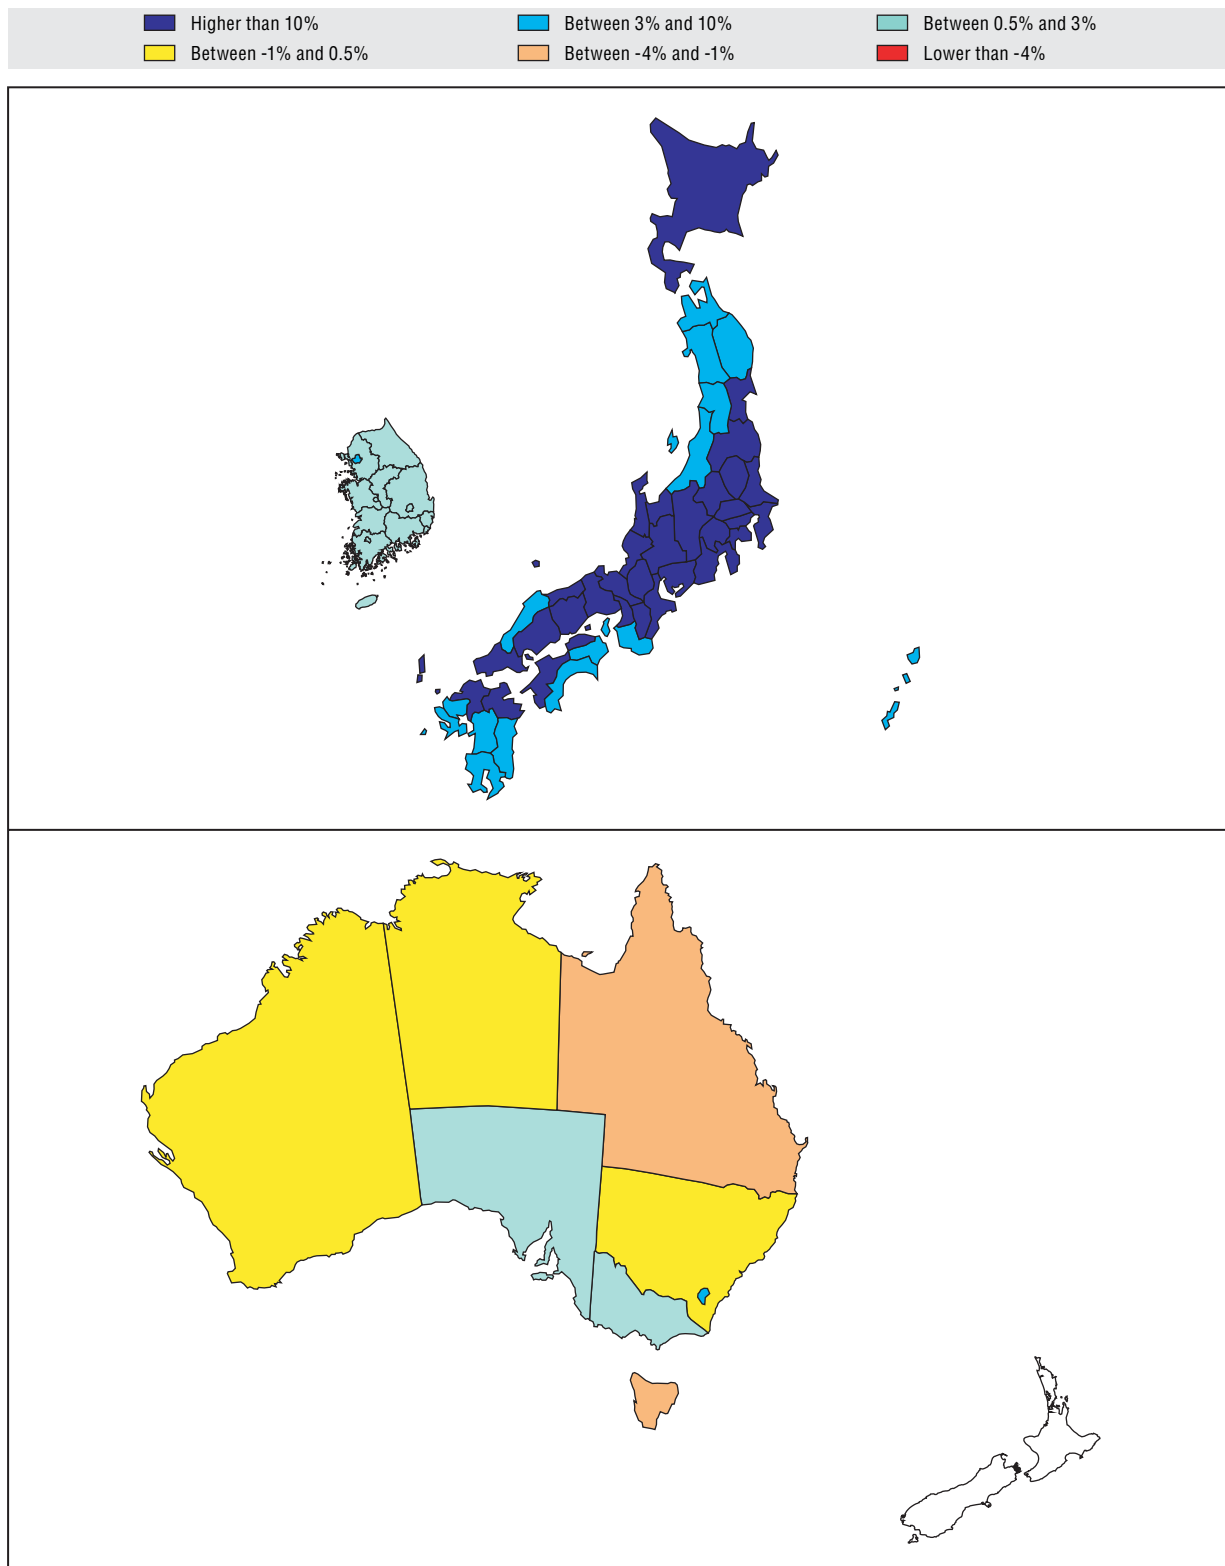 Higher than 10% Between 3% and 10% Between 0.5% and 3%
Between -1% and 0.5% Between -4% and -1% Lower than -4%